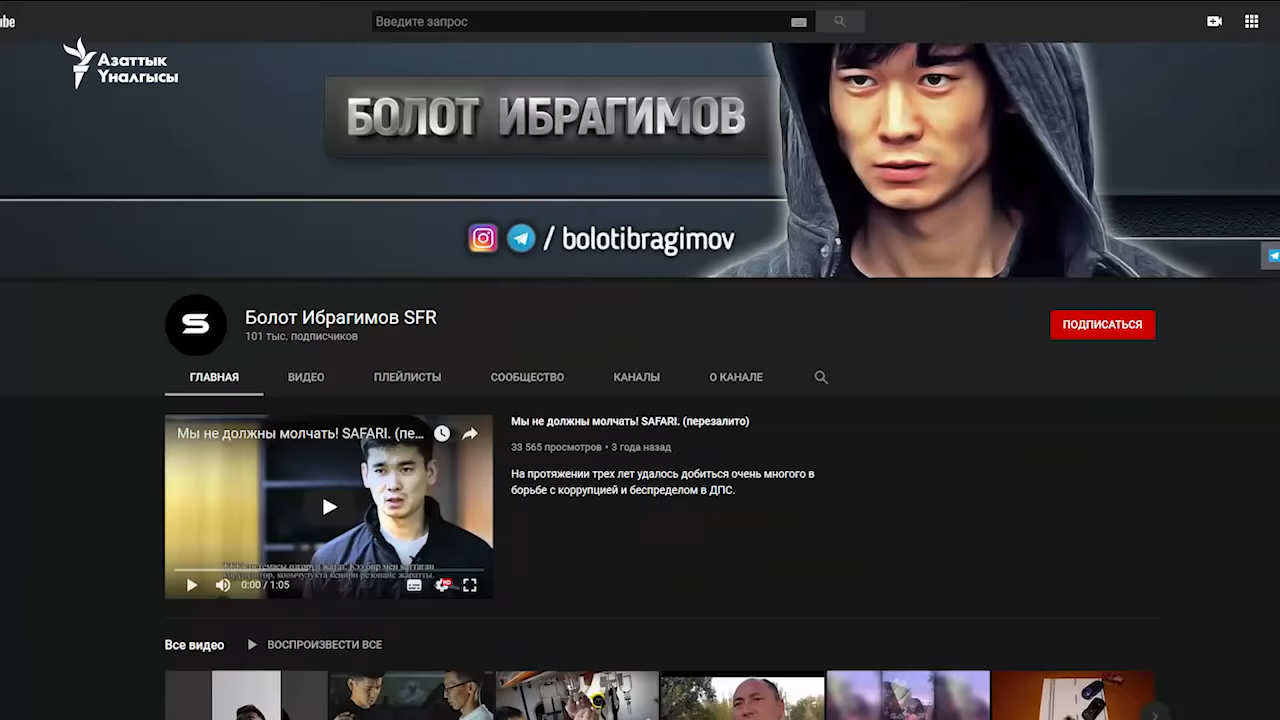 ube
Введите запрос
Азаттык
Үналгысы
БОЛОТ ИБРАГИМОВ
/ bolotibragimov
S
Болот Ибрагимов SFR
101 тыс. подписчиков
ПОДПИСАТЬСЯ
ГЛАВНАЯ ВИДЕО ПЛЕЙЛИСТЫ СООБЩЕСТВО КАНАЛЫ О КАНАЛЕ
Мы не должны молчать! SAFARI. (пе...
0:00 / 1:05
HD
Мы не должны молчать! SAFARI. (перезалито)
33 565 просмотров • 3 года назад
На протяжении трех лет удалось добиться очень многого в
борьбе с коррупцией и беспределом в ДПС.
Все видео ВОСПРОИЗВЕСТИ ВСЕ